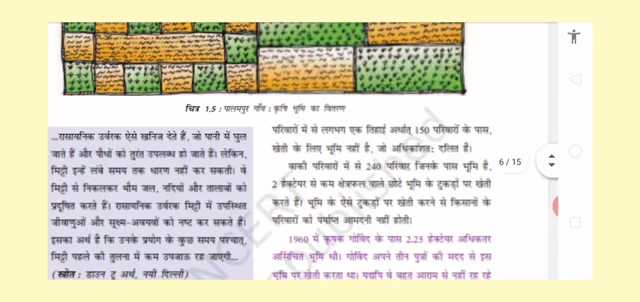 चित्र 1.5 : पालमपुर गाँव : कृषि भूमि का वितरण
...रासायनिक उर्वरक ऐसे खनिज देते हैं, जो पानी में घुल
जाते हैं और पौधों को तुरंत उपलब्ध हो जाते हैं। लेकिन,
मिट्टी इन्हें लंबे समय तक धारण नहीं कर सकती। वे
मिट्टी से निकलकर भौम जल, नदियों और तालाबों को
प्रदूषित करते हैं। रासायनिक उर्वरक मिट्टी में उपस्थित
जीवाणुओं और सूक्ष्म-अवयवों को नष्ट कर सकते हैं।
इसका अर्थ है कि उनके प्रयोग के कुछ समय पश्चात्,
मिट्टी पहले की तुलना में कम उपजाऊ रह जाएगी...
(स्रोत : डाउन टू अर्थ, नयी दिल्ली)
परिवारों में से लगभग एक तिहाई अर्थात् 150 परिवारों के पास,
खेती के लिए भूमि नहीं है, जो अधिकांशतः दलित हैं।
बाकी परिवारों में से 240 परिवार जिनके पास भूमि है,
2 हेक्टेयर से कम क्षेत्रफल वाले छोटे भूमि के टुकड़ों पर खेती
करते हैं। भूमि के ऐसे टुकड़ों पर खेती करने से किसानों के
परिवारों को पर्याप्त आमदनी नहीं होती।
1960 में कृषक गोविंद के पास 2.25 हेक्टेयर अधिकतर
असिंचित भूमि थी। गोविंद अपने तीन पुत्रों की मदद से इस
भूमि पर खेती करता था। यद्यपि वे बहुत आराम से नहीं रह रहे
6 / 15